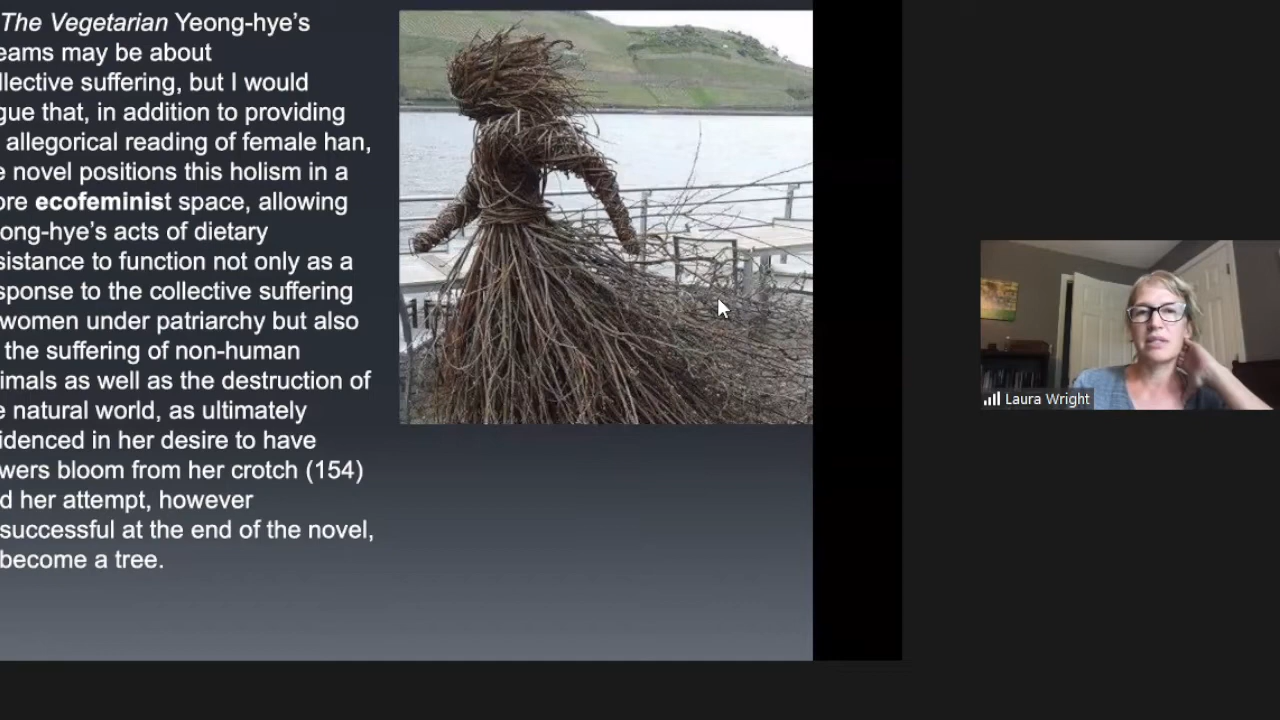 The Vegetarian Yeong-hye’s
eams may be about
llective suffering, but I would
gue that, in addition to providing
allegorical reading of female han,
e novel positions this holism in a
ore ecofeminist space, allowing
ong-hye’s acts of dietary
sistance to function not only as a
sponse to the collective suffering
women under patriarchy but also
the suffering of non-human
imals as well as the destruction of
e natural world, as ultimately
idenced in her desire to have
wers bloom from her crotch (154)
d her attempt, however
successful at the end of the novel,
become a tree.
Laura Wright